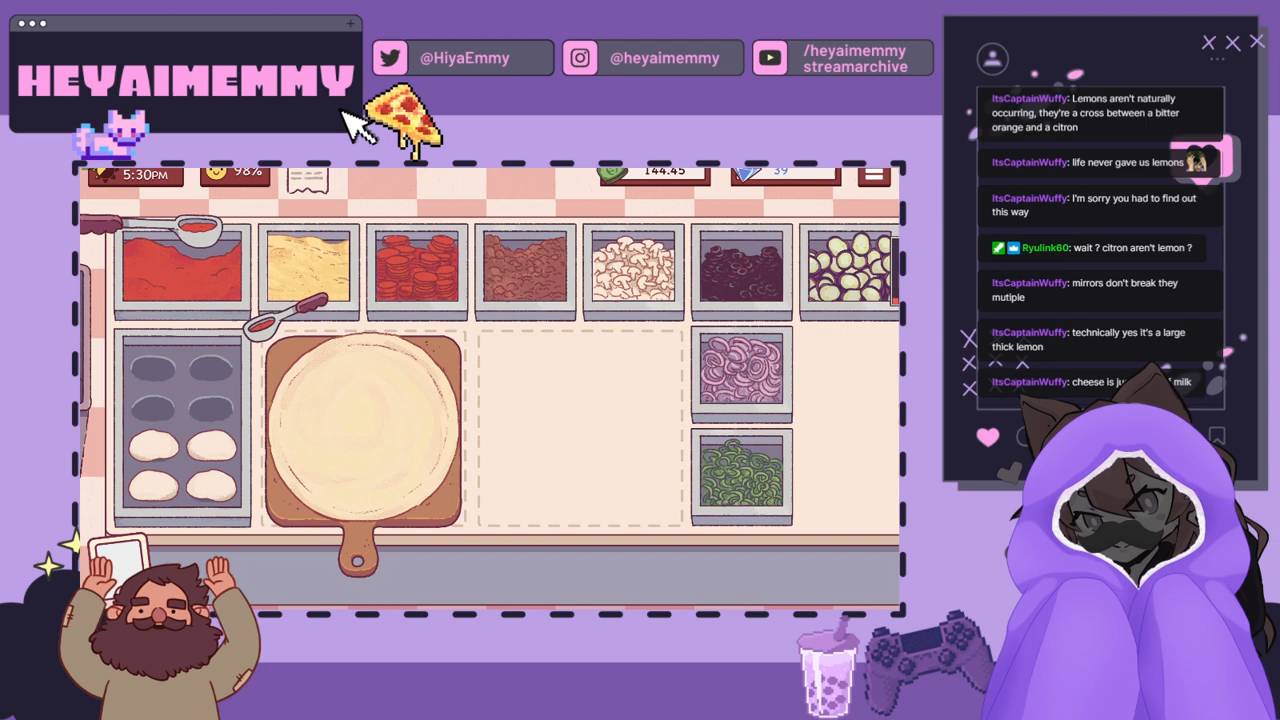 HEYAIMEMMY
@HiyaEmmy
@heyaimemmy
/heyaimemmy
streamarchive
5:30PM
98%
144.45
39
ItsCaptainWuffy: Lemons aren't naturally
occurring, they're a cross between a bitter
orange and a citron
ItsCaptainWuffy: life never gave us lemons
ItsCaptainWuffy: I'm sorry you had to find out
this way
Ryulink60: wait ? citron aren't lemon ?
ItsCaptainWuffy: mirrors don't break they
mutiple
ItsCaptainWuffy: technically yes it's a large
thick lemon
ItsCaptainWuffy: cheese is milk